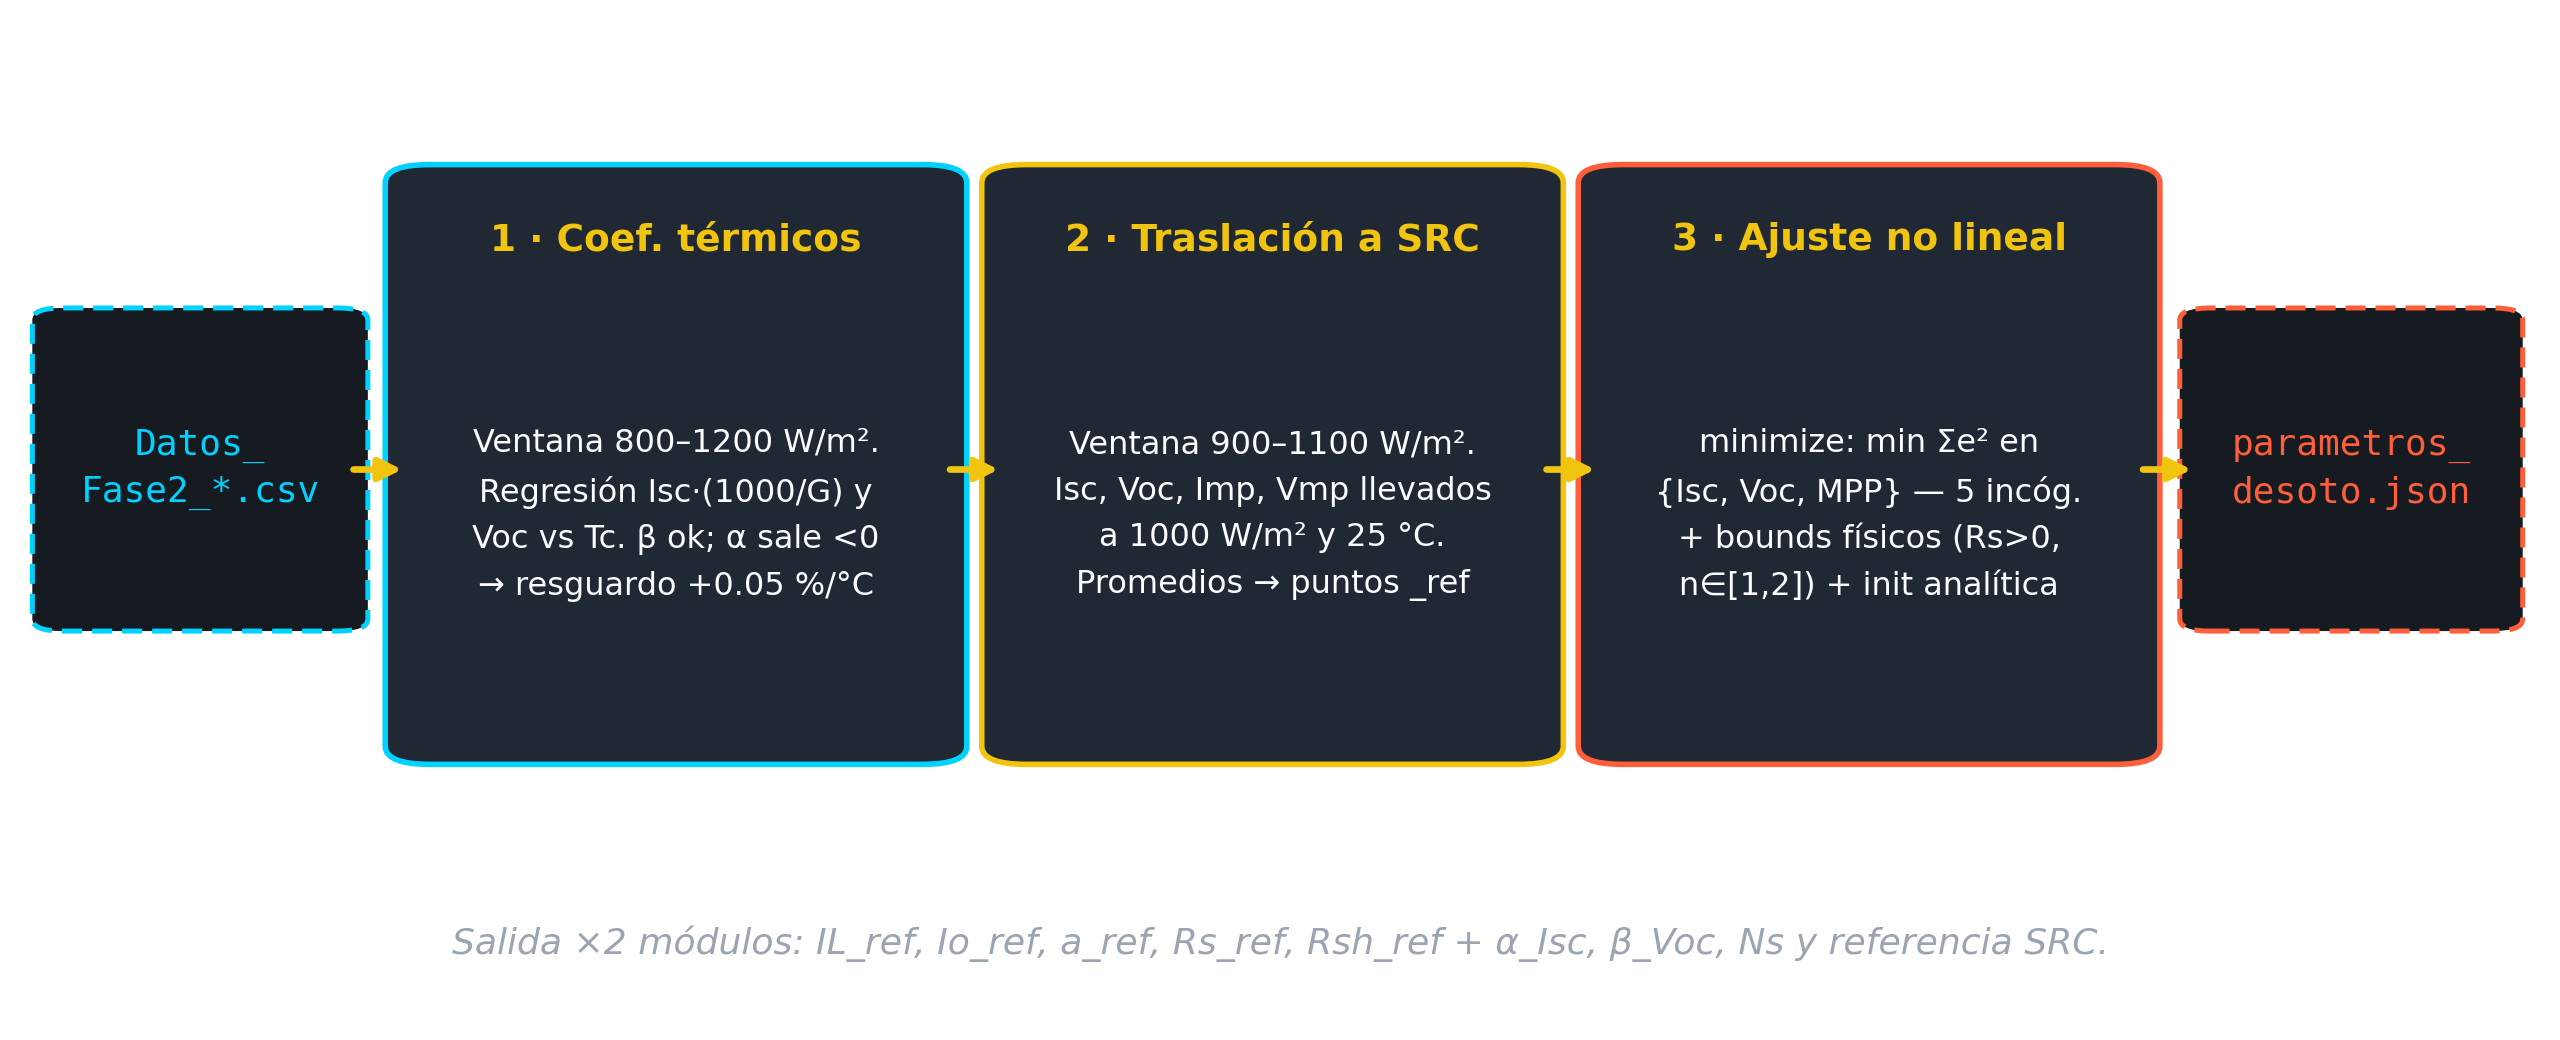 Datos_
Fase2_*.csv
1 · Coef. térmicos
Ventana 800–1200 W/m².
Regresión Isc·(1000/G) y
Voc vs Tc. β ok; α sale <0
→ resguardo +0.05 %/°C
2 · Traslación a SRC
Ventana 900–1100 W/m².
Isc, Voc, Imp, Vmp llevados
a 1000 W/m² y 25 °C.
Promedios → puntos _ref
3 · Ajuste no lineal
minimize: min Σe² en
{Isc, Voc, MPP} — 5 incóg.
+ bounds físicos (Rs>0,
n∈[1,2]) + init analítica
parametros_
desoto.json
Salida ×2 módulos: IL_ref, Io_ref, a_ref, Rs_ref, Rsh_ref + α_Isc, β_Voc, Ns y referencia SRC.